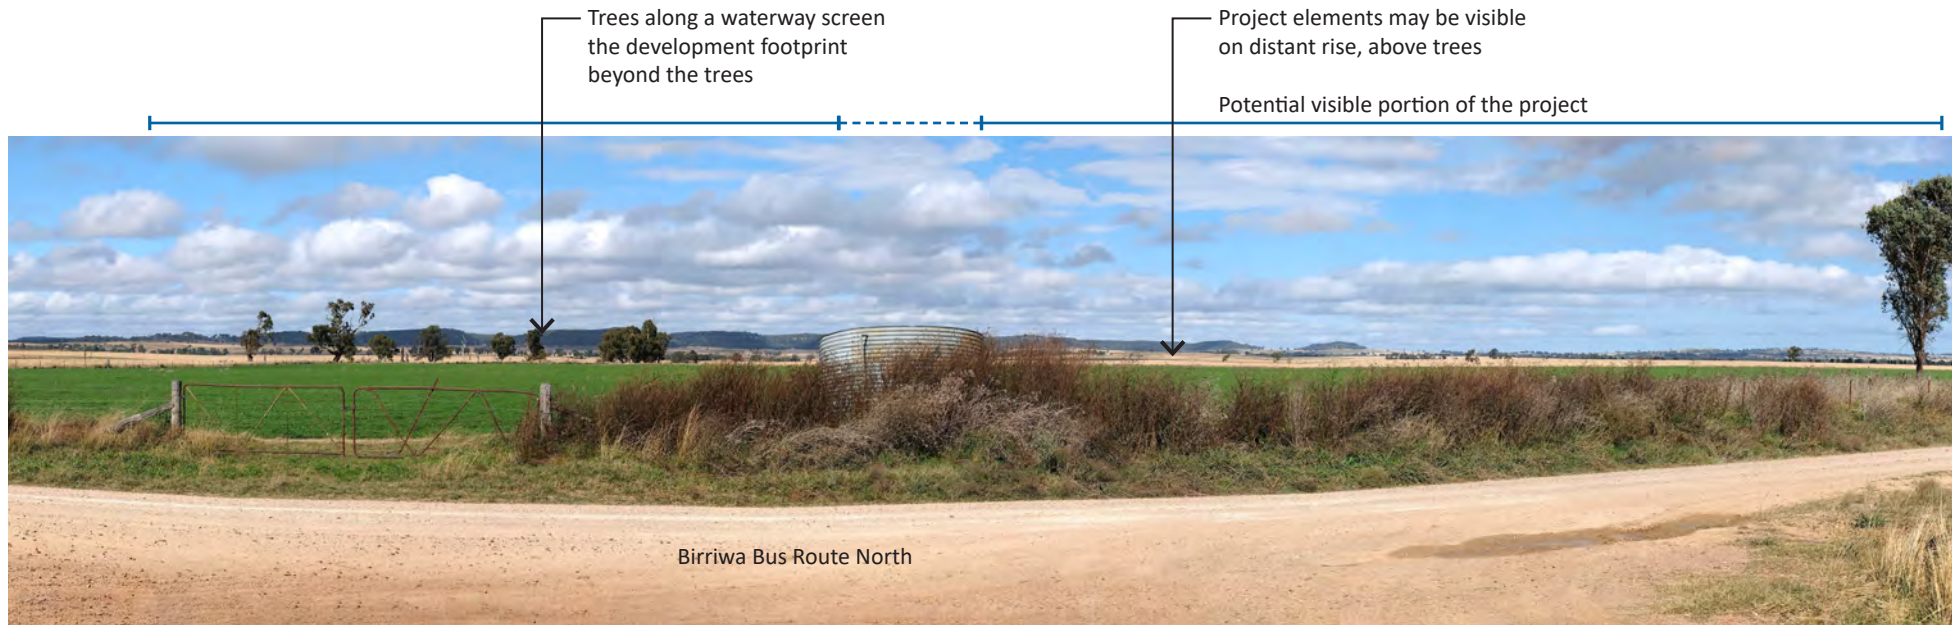 Trees along a waterway screen
the development footprint
beyond the trees
Project elements may be visible
on distant rise, above trees
Potential visible portion of the project
Birriwa Bus Route North